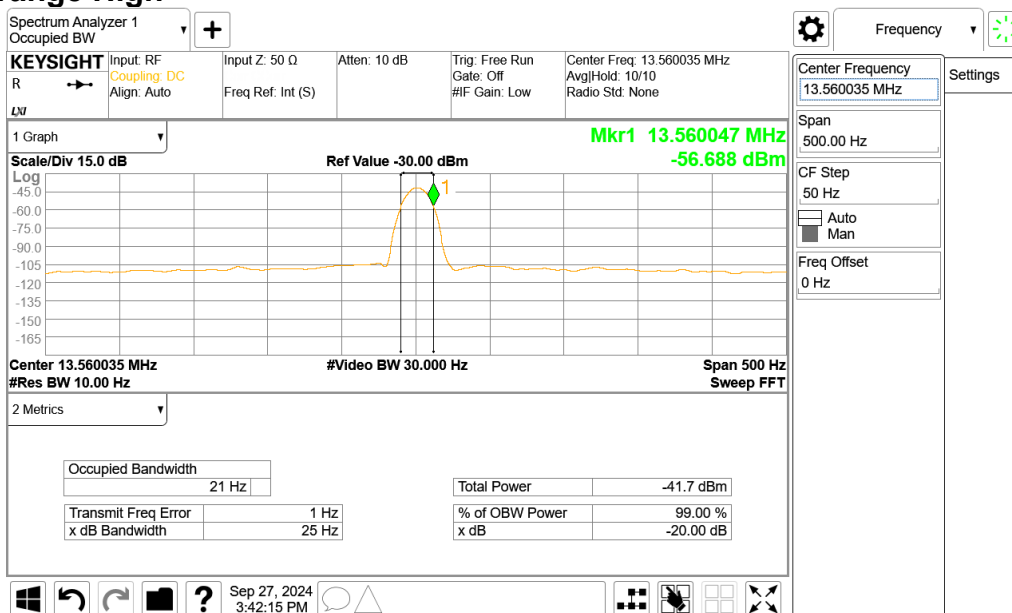 Spectrum Analyzer 1
Occupied BW
Frequency
KEYSIGHT
R
LXI
Input: RF
Coupling: DC
Align: Auto
Input Z: 50 Ω
Freq Ref: Int (S)
Atten: 10 dB
Trig: Free Run
Gate: Off
#IF Gain: Low
Center Freq: 13.560035 MHz
Avg|Hold: 10/10
Radio Std: None
Center Frequency
13.560035 MHz
Settings
Span
500.00 Hz
CF Step
50 Hz
Auto
Man
Freq Offset
0 Hz
1 Graph
Mkr1 13.560047 MHz
Scale/Div 15.0 dB
Ref Value -30.00 dBm
-56.688 dBm
Log
1
-45.0
-60.0
-75.0
-90.0
-105
-120
-135
-150
-165
Center 13.560035 MHz
#Video BW 30.000 Hz
Span 500 Hz
#Res BW 10.00 Hz
Sweep FFT
2 Metrics
Occupied Bandwidth
21 Hz
Total Power
-41.7 dBm
Transmit Freq Error
1 Hz
% of OBW Power
99.00 %
x dB Bandwidth
25 Hz
x dB
-20.00 dB
?
Sep 27, 2024
3:42:15 PM